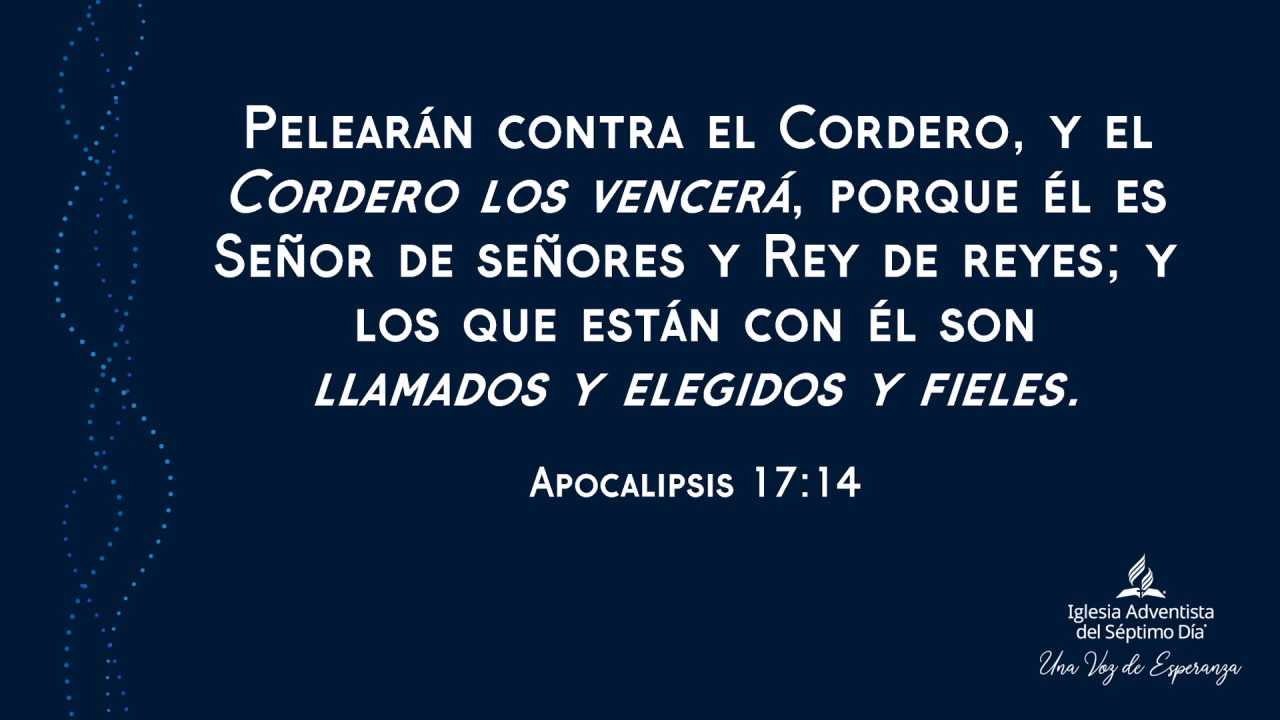 Pelearán contra el Cordero, y el
Cordero los vencerá, porque él es
Señor de señores y Rey de reyes; y
los que están con él son
llamados y elegidos y fieles.
Apocalipsis 17:14
Iglesia Adventista
del Séptimo Día
Una Voz de Esperanza